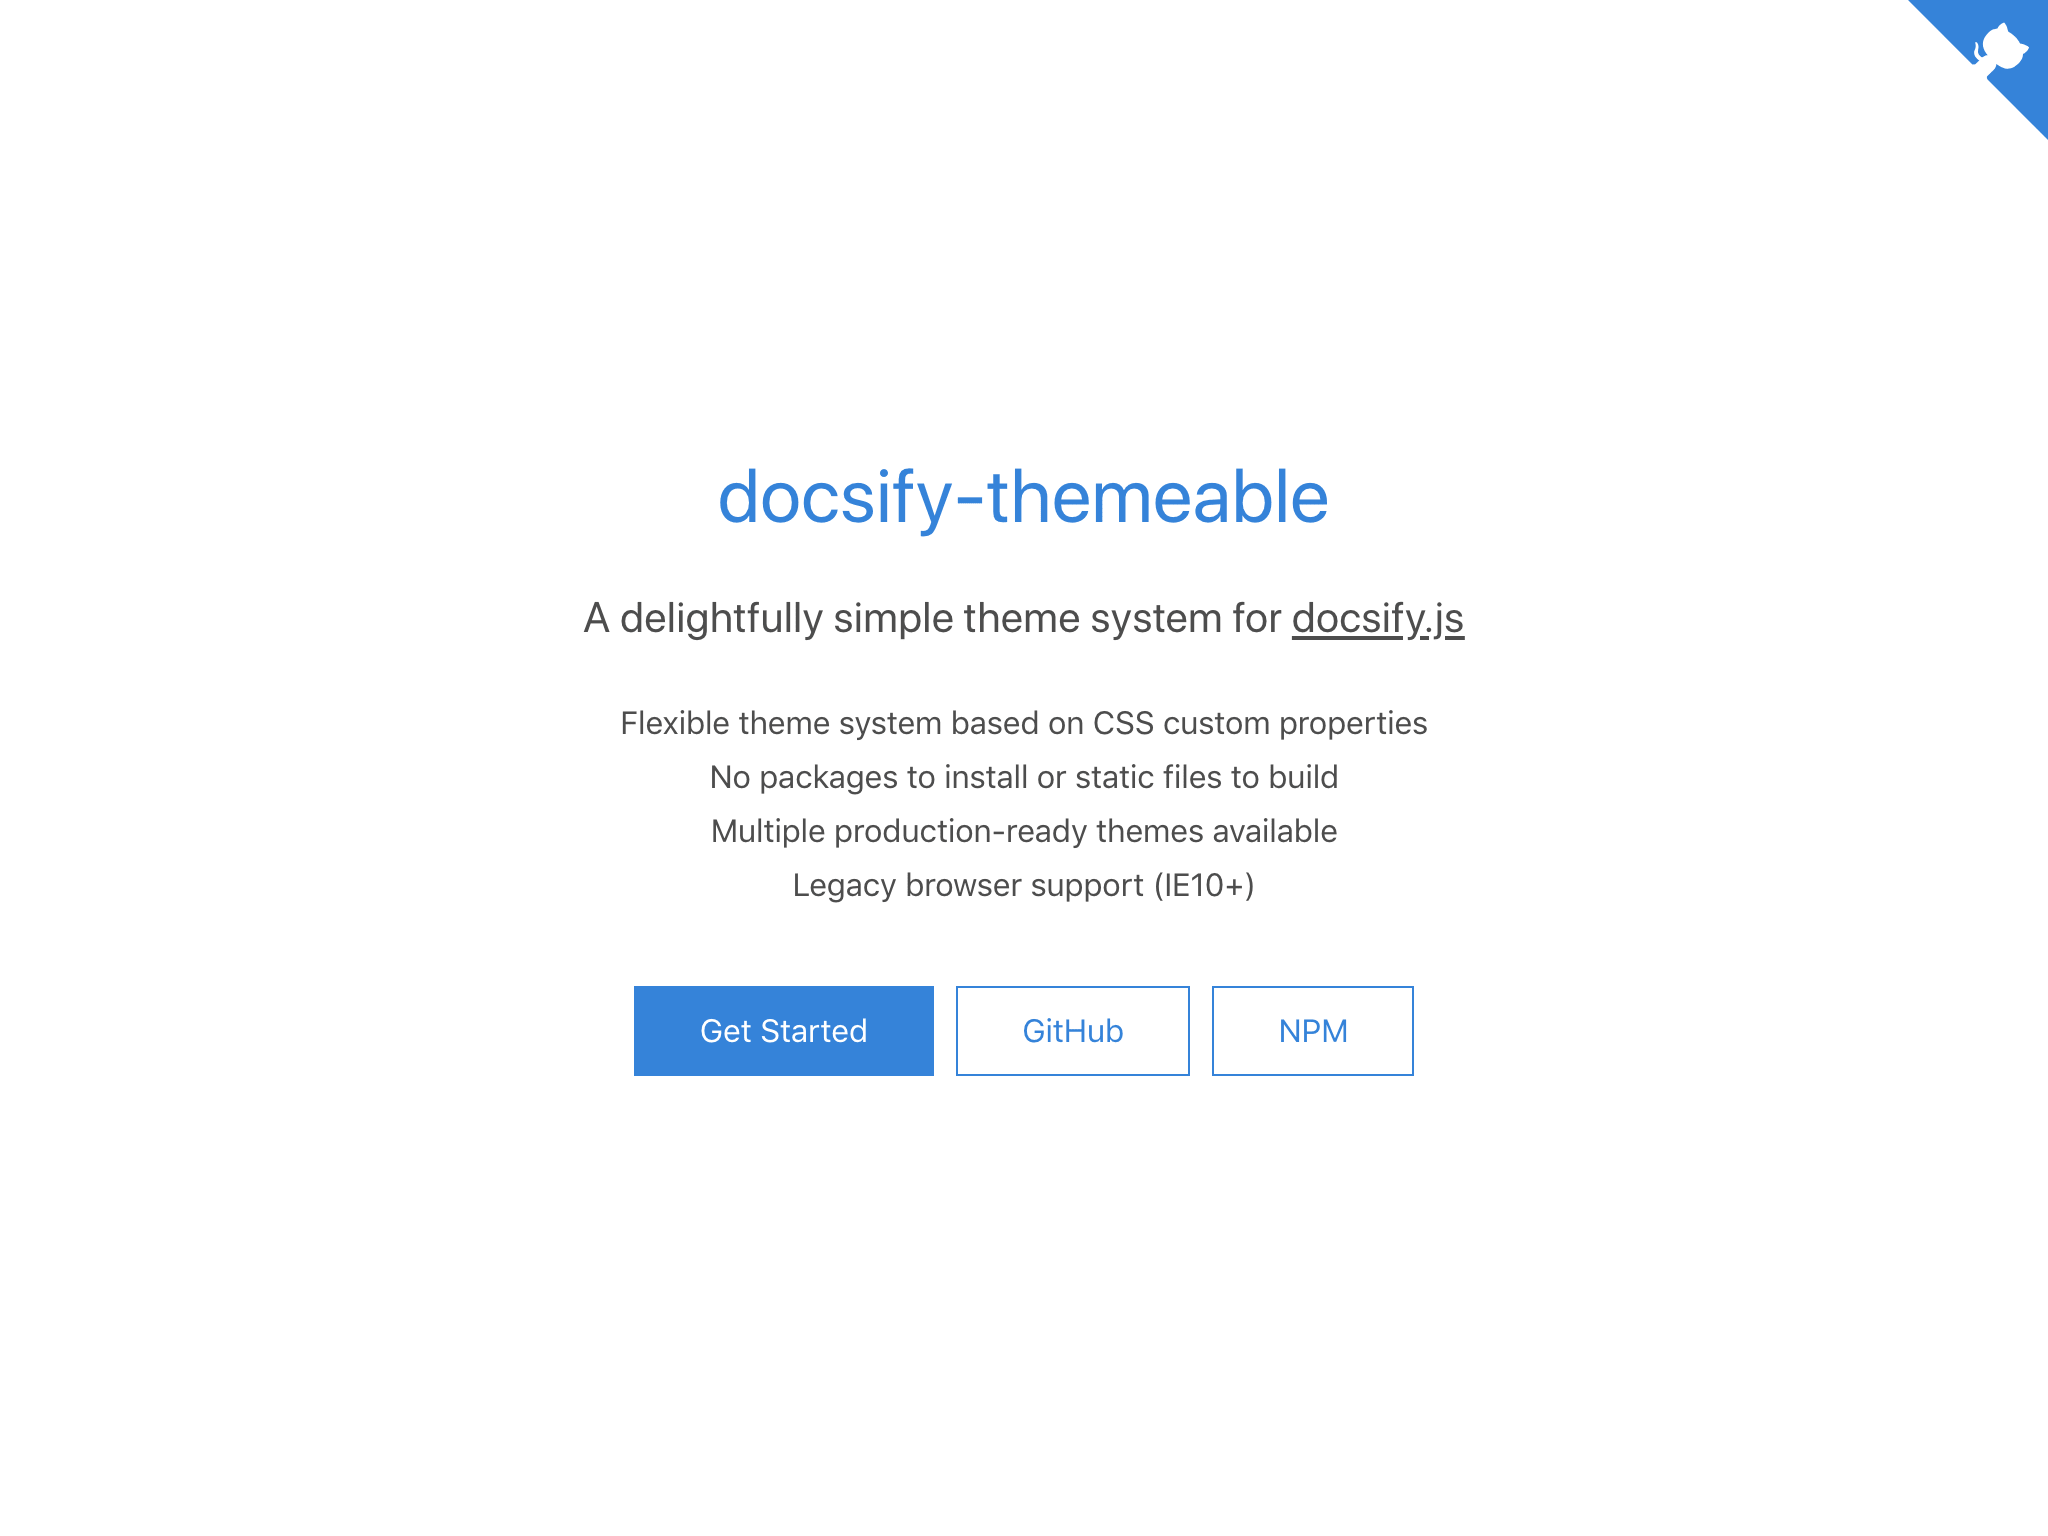 docsify-themeable
A delightfully simple theme system for docsify.js
Flexible theme system based on CSS custom properties
No packages to install or static files to build
Multiple production-ready themes available
Legacy browser support (IE10+)
Get Started
GitHub
NPM